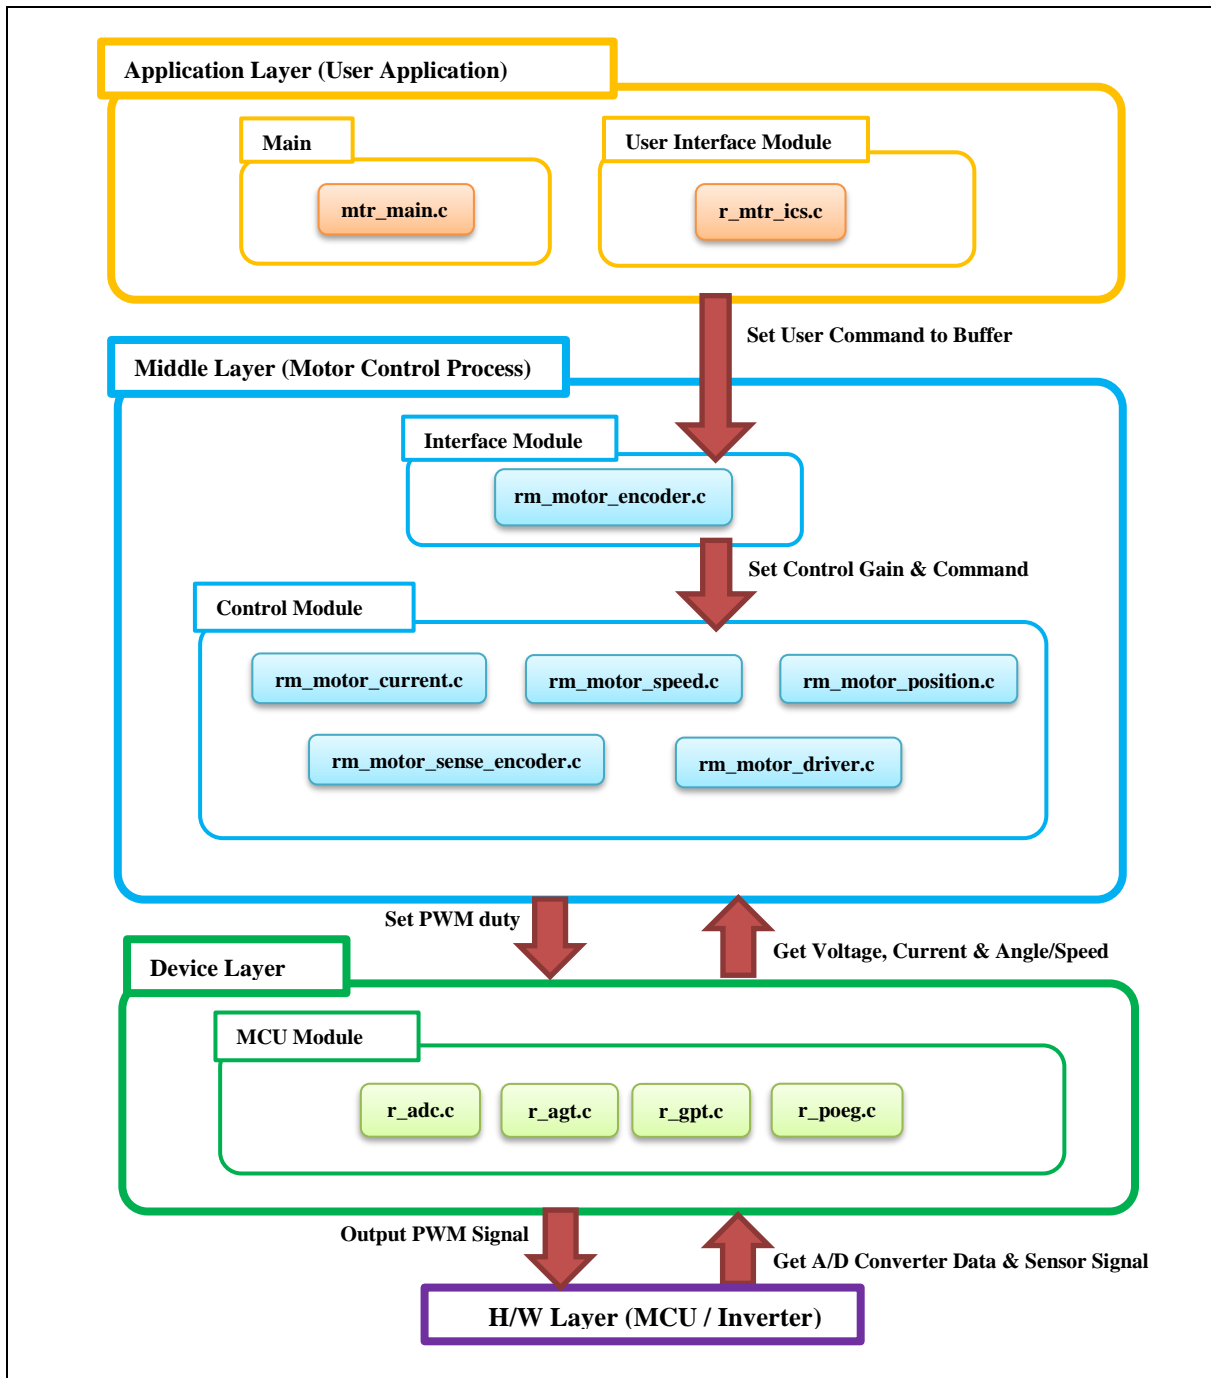 Application Layer (User Application)
Main
User Interface Module
mtr_main.c
r_mtr_ics.c
Set User Command to Buffer
Middle Layer (Motor Control Process)
Interface Module
rm_motor_encoder.c
Set Control Gain & Command
Control Module
rm_motor_current.c
rm_motor_speed.c
rm_motor_position.c
rm_motor_sense_encoder.c
rm_motor_driver.c
Set PWM duty
Get Voltage, Current & Angle/Speed
Device Layer
MCU Module
r_adc.c
r_agt.c
r_gpt.c
r_poeg.c
Output PWM Signal
Get A/D Converter Data & Sensor Signal
H/W Layer (MCU / Inverter)